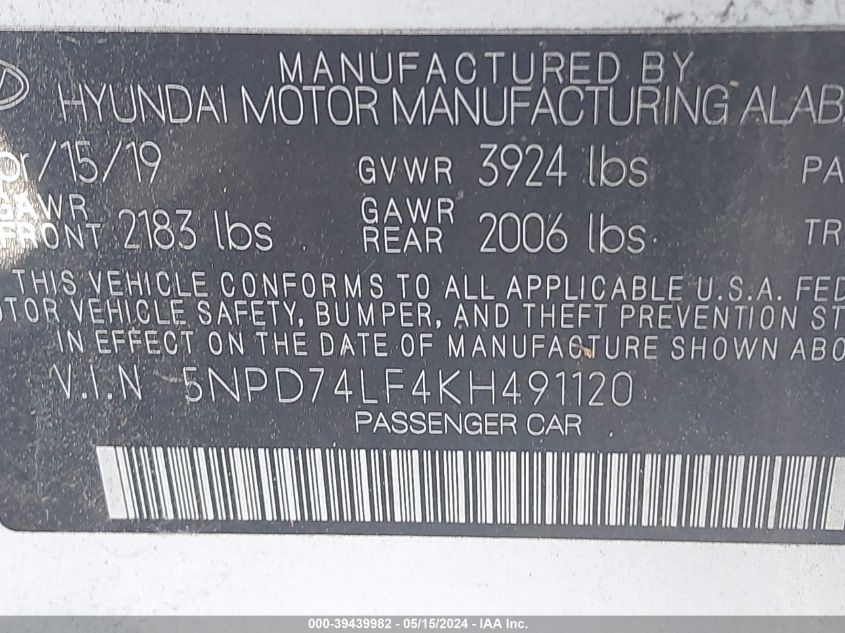 MANUFACTURED BY
HYUNDAI MOTOR MANUFACTURING ALABA
/15/19 GVWR 3924 lbs PA
GAWR FRONT 2183 lbs GAWR REAR 2006 lbs. TR
THIS VEHICLE CONFORMS TO ALL APPLICABLE U.S.A. FED
OTOR VEHICLE SAFETY, BUMPER, AND THEFT PREVENTION ST
IN EFFECT ON THE DATE OF MANUFACTURE SHOWN ABO
V.I.N 5NPD74LF4KH491120
PASSENGER CAR
000-39439982 - 05/15/2024 - IAA Inc.